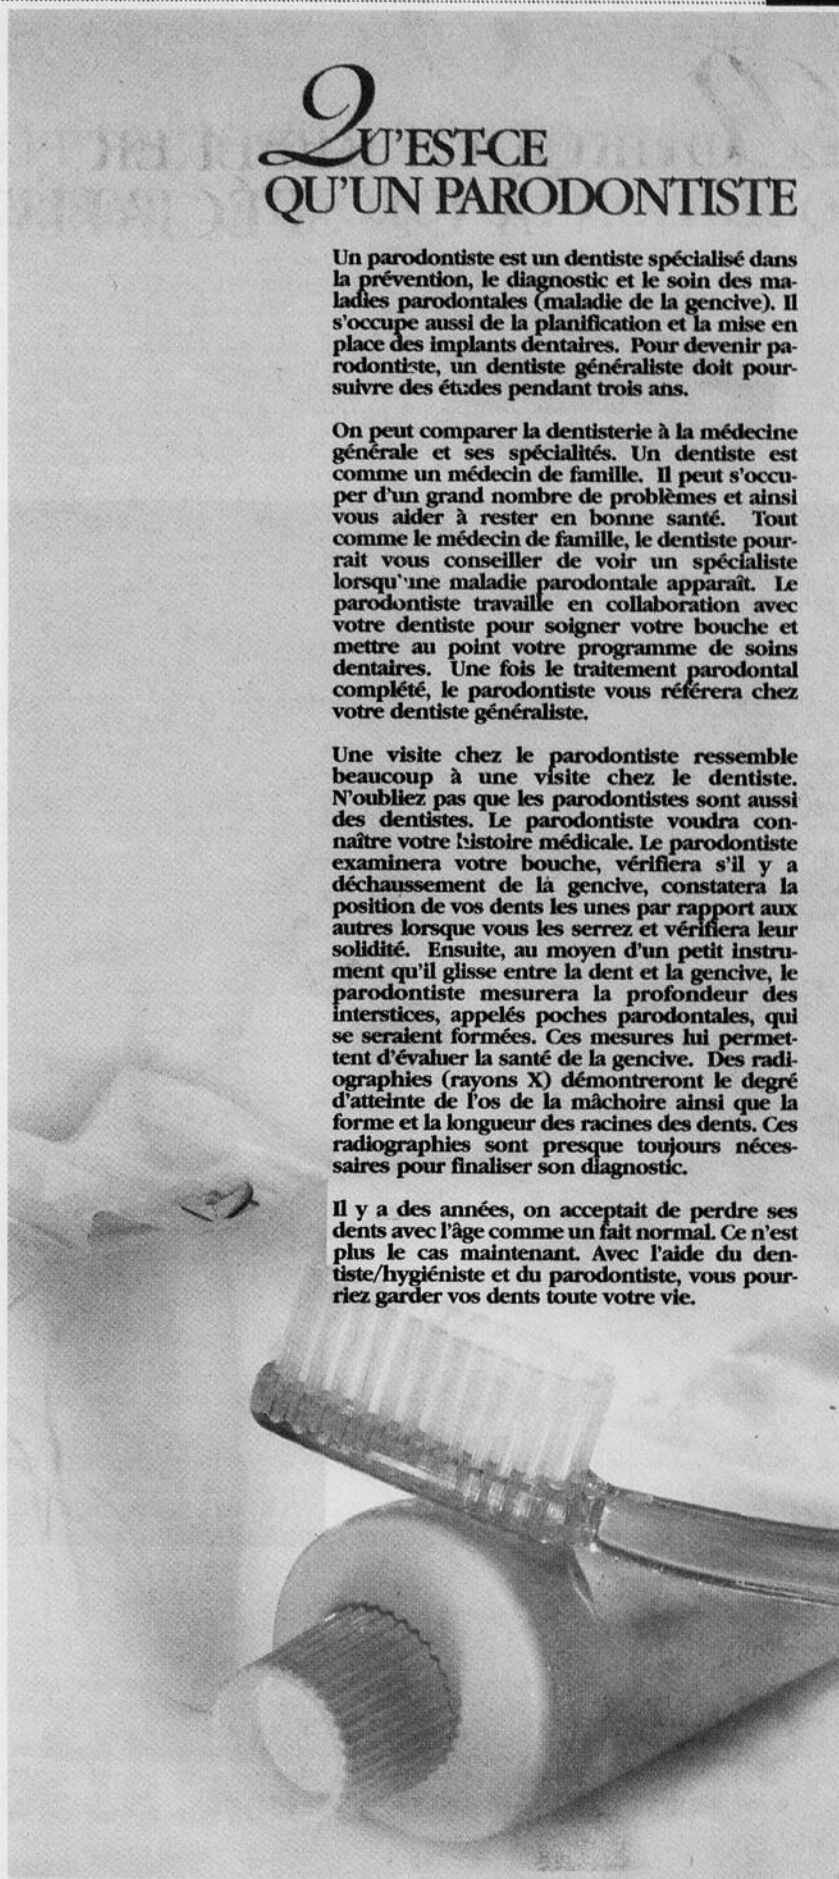 QU'EST-CE
QU'UN PARODONTISTE
Un parodontiste est un dentiste spécialisé dans
la prévention, le diagnostic et le soin des ma-
ladies parodontales (maladie de la gencive). Il
s'occupe aussi de la planification et la mise en
place des implants dentaires. Pour devenir pa-
rodontiste, un dentiste généraliste doit pour-
suivre des études pendant trois ans.
On peut comparer la dentisterie à la médecine
générale et ses spécialités. Un dentiste est
comme un médecin de famille. Il peut s'occu-
per d'un grand nombre de problèmes et ainsi
vous aider à rester en bonne santé. Tout
comme le médecin de famille, le dentiste pour-
rait vous conseiller de voir un spécialiste
lorsqu'une maladie parodontale apparaît. Le
parodontiste travaille en collaboration avec
votre dentiste pour soigner votre bouche et
mettre au point votre programme de soins
dentaires. Une fois le traitement parodontal
complété, le parodontiste vous référera chez
votre dentiste généraliste.
Une visite chez le parodontiste ressemble
beaucoup à une visite chez le dentiste.
N'oubliez pas que les parodontistes sont aussi
des dentistes. Le parodontiste voudra con-
naître votre histoire médicale. Le parodontiste
examinera votre bouche, vérifiera s'il y a
déchaussement de la gencive, constatera la
position de vos dents les unes par rapport aux
autres lorsque vous les serrez et vérifiera leur
solidité. Ensuite, au moyen d'un petit instru-
ment qu'il glisse entre la dent et la gencive, le
parodontiste mesurera la profondeur des
interstices, appelés poches parodontales, qui
se seraient formées. Ces mesures lui permet-
tent d'évaluer la santé de la gencive. Des radi-
ographies (rayons X) démontreront le degré
d'atteinte de l'os de la mâchoire ainsi que la
forme et la longueur des racines des dents. Ces
radiographies sont presque toujours néces-
saires pour finaliser son diagnostic.
Il y a des années, on acceptait de perdre ses
dents avec l'âge comme un fait normal. Ce n'est
plus le cas maintenant. Avec l'aide du den-
tiste/hygiéniste et du parodontiste, vous pour-
riez garder vos dents toute votre vie.